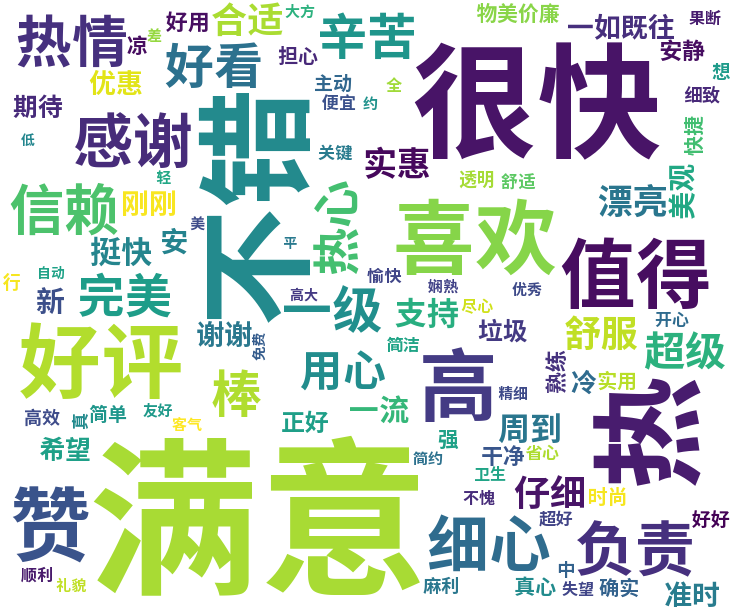 热情
凉
差
好用
合适
大方
辛苦
物美价廉
果断
一如既往
好看
担心
很快
安静
想
优惠
主动
细致
期待
便宜
约
全
不错
感谢
低
关键
实惠
快捷
轻
信赖
刚刚
热心
透明
舒适
美观
漂亮
喜欢
美
挺快
安
平
值得
行
自动
愉快
新
完美
高大
一级
娴熟
优秀
支持
尽心
开心
谢谢
免费
垃圾
舒服
超级
好评
简洁
用心
高
熟练
冷
实用
热
棒
精细
高效
真
简单
友好
正好
一流
客气
周到
强
希望
简约
干净
省心
卫生
满意
赞
不愧
仔细
时尚
细心
超好
好好
负责
顺利
礼貌
麻利
真心
中
失望
确实
准时